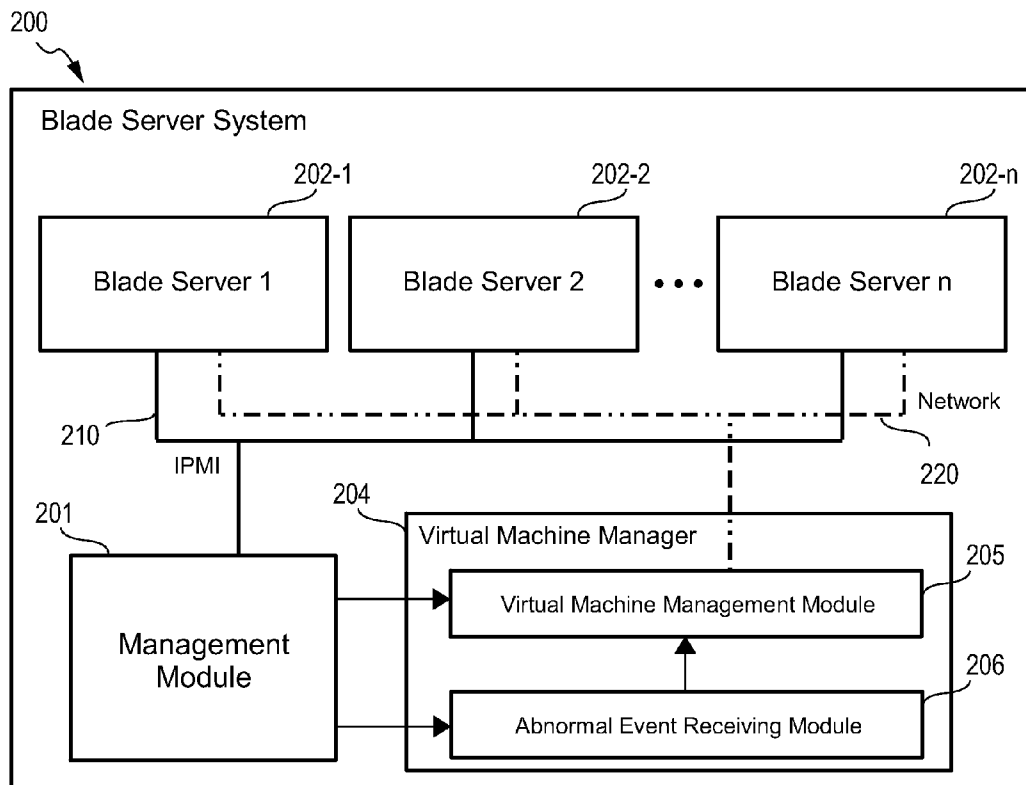 200
Blade Server System
202-1
202-2
202-n
Blade Server 1
Blade Server 2
Blade Server n
210
Network
IPMI
220
201
204
Virtual Machine Manager
205
Virtual Machine Management Module
Management
Module
206
Abnormal Event Receiving Module